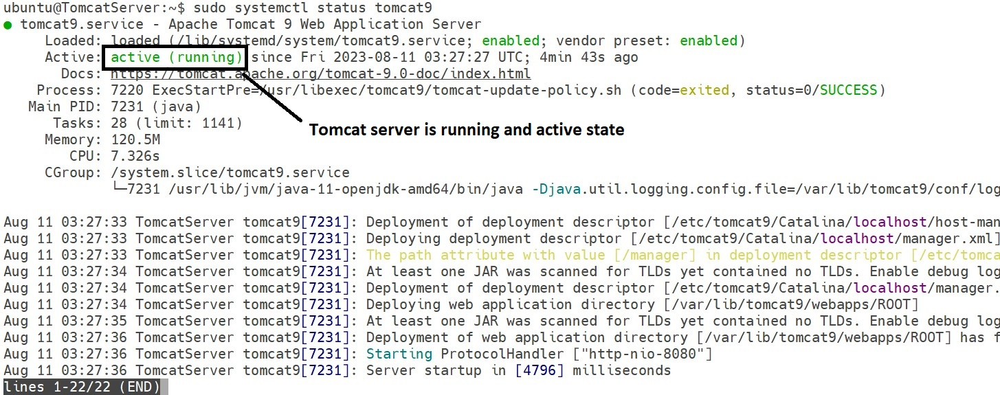 ubuntu@TomcatServer:~$ sudo systemctl status tomcat9
● tomcat9.service - Apache Tomcat 9 Web Application Server
Loaded: loaded (/lib/systemd/system/tomcat9.service; enabled; vendor preset: enabled)
Active: active (running) since Fri 2023-08-11 03:27:27 UTC; 4min 43s ago
Docs: https://tomcat.apache.org/tomcat-9.0-doc/index.html
Process: 7220 ExecStartPre=/usr/libexec/tomcat9/tomcat-update-policy.sh (code=exited, status=0/SUCCESS)
Main PID: 7231 (java)
Tasks: 28 (limit: 1141)
Tomcat server is running and active state
Memory: 120.5M
CPU: 7.326s
CGroup: /system.slice/tomcat9.service
└─7231 /usr/lib/jvm/java-11-openjdk-amd64/bin/java -Djava.util.logging.config.file=/var/lib/tomcat9/conf/log
Aug 11 03:27:33 TomcatServer tomcat9[7231]: Deployment of deployment descriptor [/etc/tomcat9/Catalina/localhost/host-man
Aug 11 03:27:33 TomcatServer tomcat9[7231]: Deploying deployment descriptor [/etc/tomcat9/Catalina/localhost/manager.xml]
Aug 11 03:27:33 TomcatServer tomcat9[7231]: The path attribute with value [/manager] in deployment descriptor [/etc/tomca
Aug 11 03:27:34 TomcatServer tomcat9[7231]: At least one JAR was scanned for TLDs yet contained no TLDs. Enable debug log
Aug 11 03:27:34 TomcatServer tomcat9[7231]: Deployment of deployment descriptor [/etc/tomcat9/Catalina/localhost/manager.
Aug 11 03:27:34 TomcatServer tomcat9[7231]: Deploying web application directory [/var/lib/tomcat9/webapps/ROOT]
Aug 11 03:27:35 TomcatServer tomcat9[7231]: At least one JAR was scanned for TLDs yet contained no TLDs. Enable debug log
Aug 11 03:27:36 TomcatServer tomcat9[7231]: Deployment of web application directory [/var/lib/tomcat9/webapps/ROOT] has f
Aug 11 03:27:36 TomcatServer tomcat9[7231]: Starting ProtocolHandler ["http-nio-8080"]
Aug 11 03:27:36 TomcatServer tomcat9[7231]: Server startup in [4796] milliseconds
lines 1-22/22 (END)